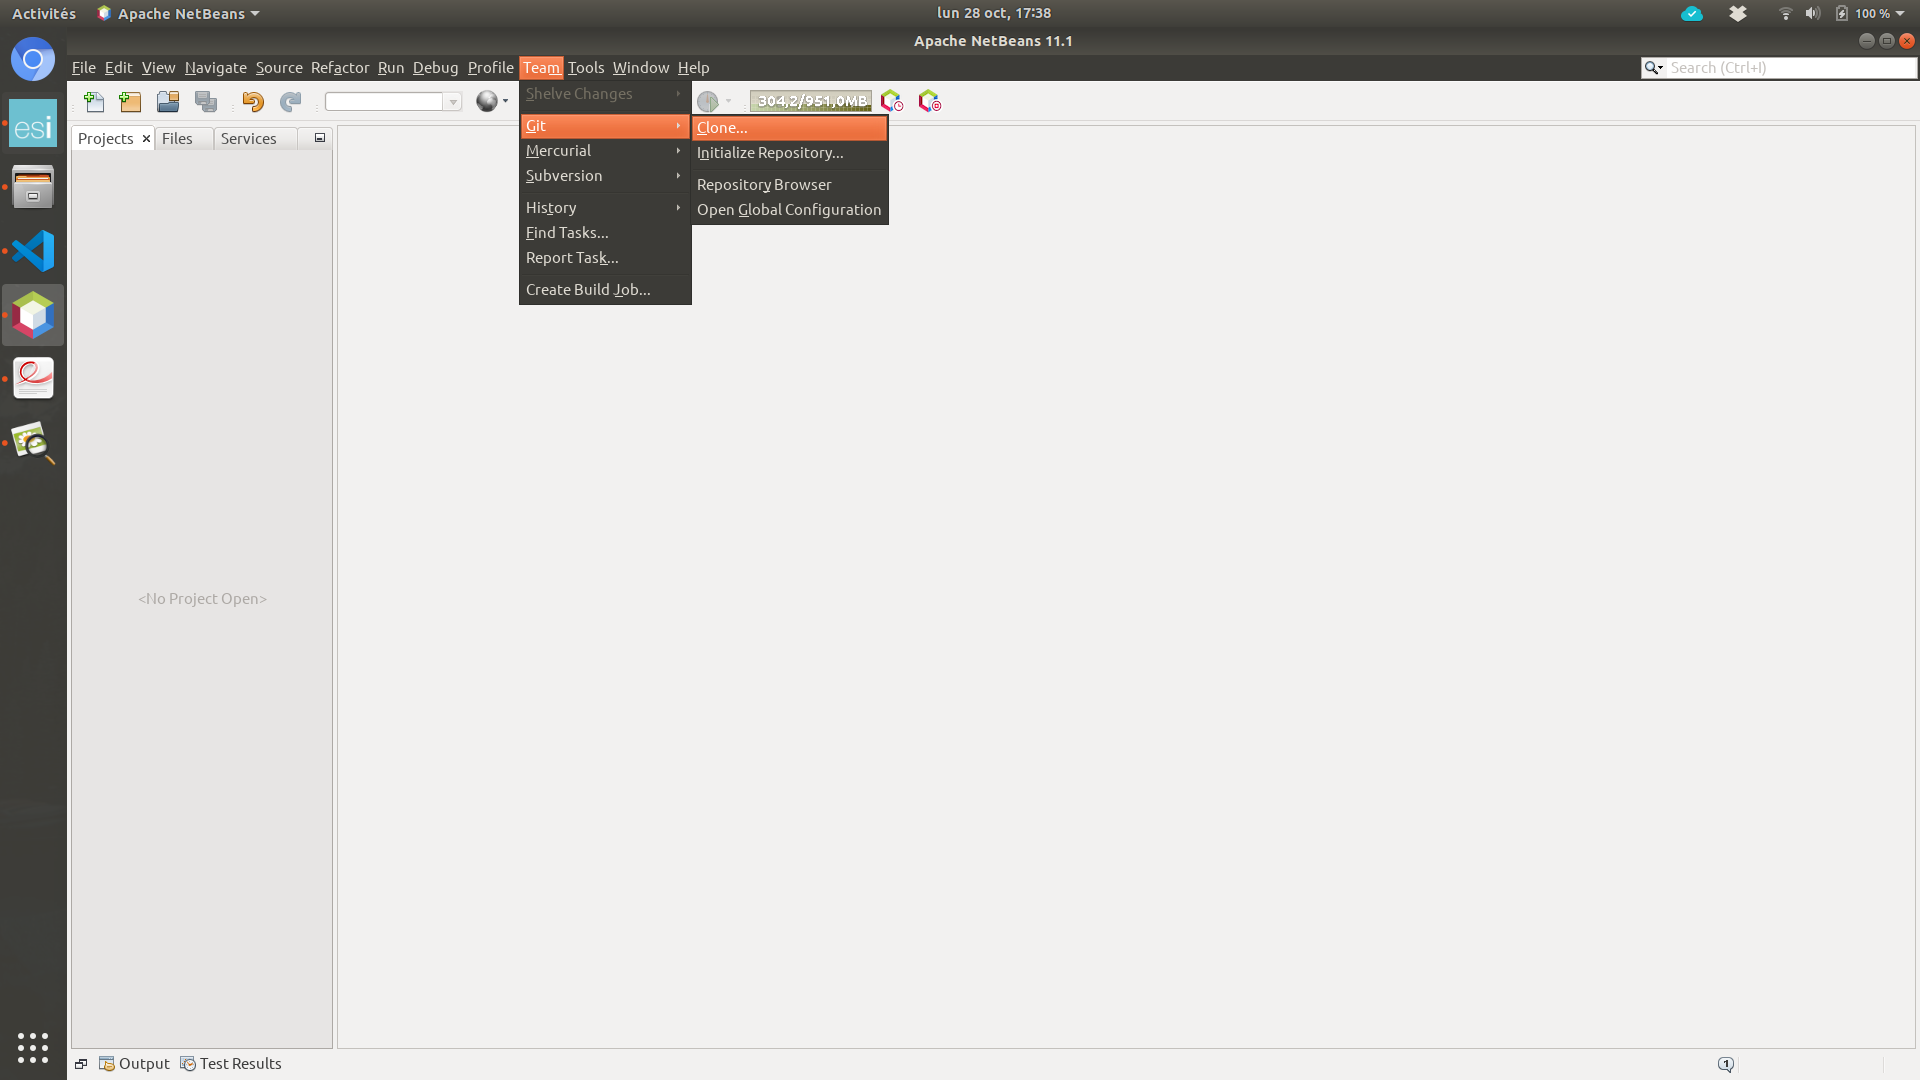 Activités
Apache NetBeans
lun 28 oct, 17:38
100 %
Apache NetBeans 11.1
File Edit View Navigate Source Refactor Run Debug Profile Team Tools Window Help
Search (Ctrl+I)
Shelve Changes
304,2/951,0MB
esi
Projects
Files
Services
Git
Clone...
Mercurial
Initialize Repository...
Subversion
Repository Browser
History
Open Global Configuration
Find Tasks...
Report Task...
Create Build Job...
<No Project Open>
Output
Test Results
1